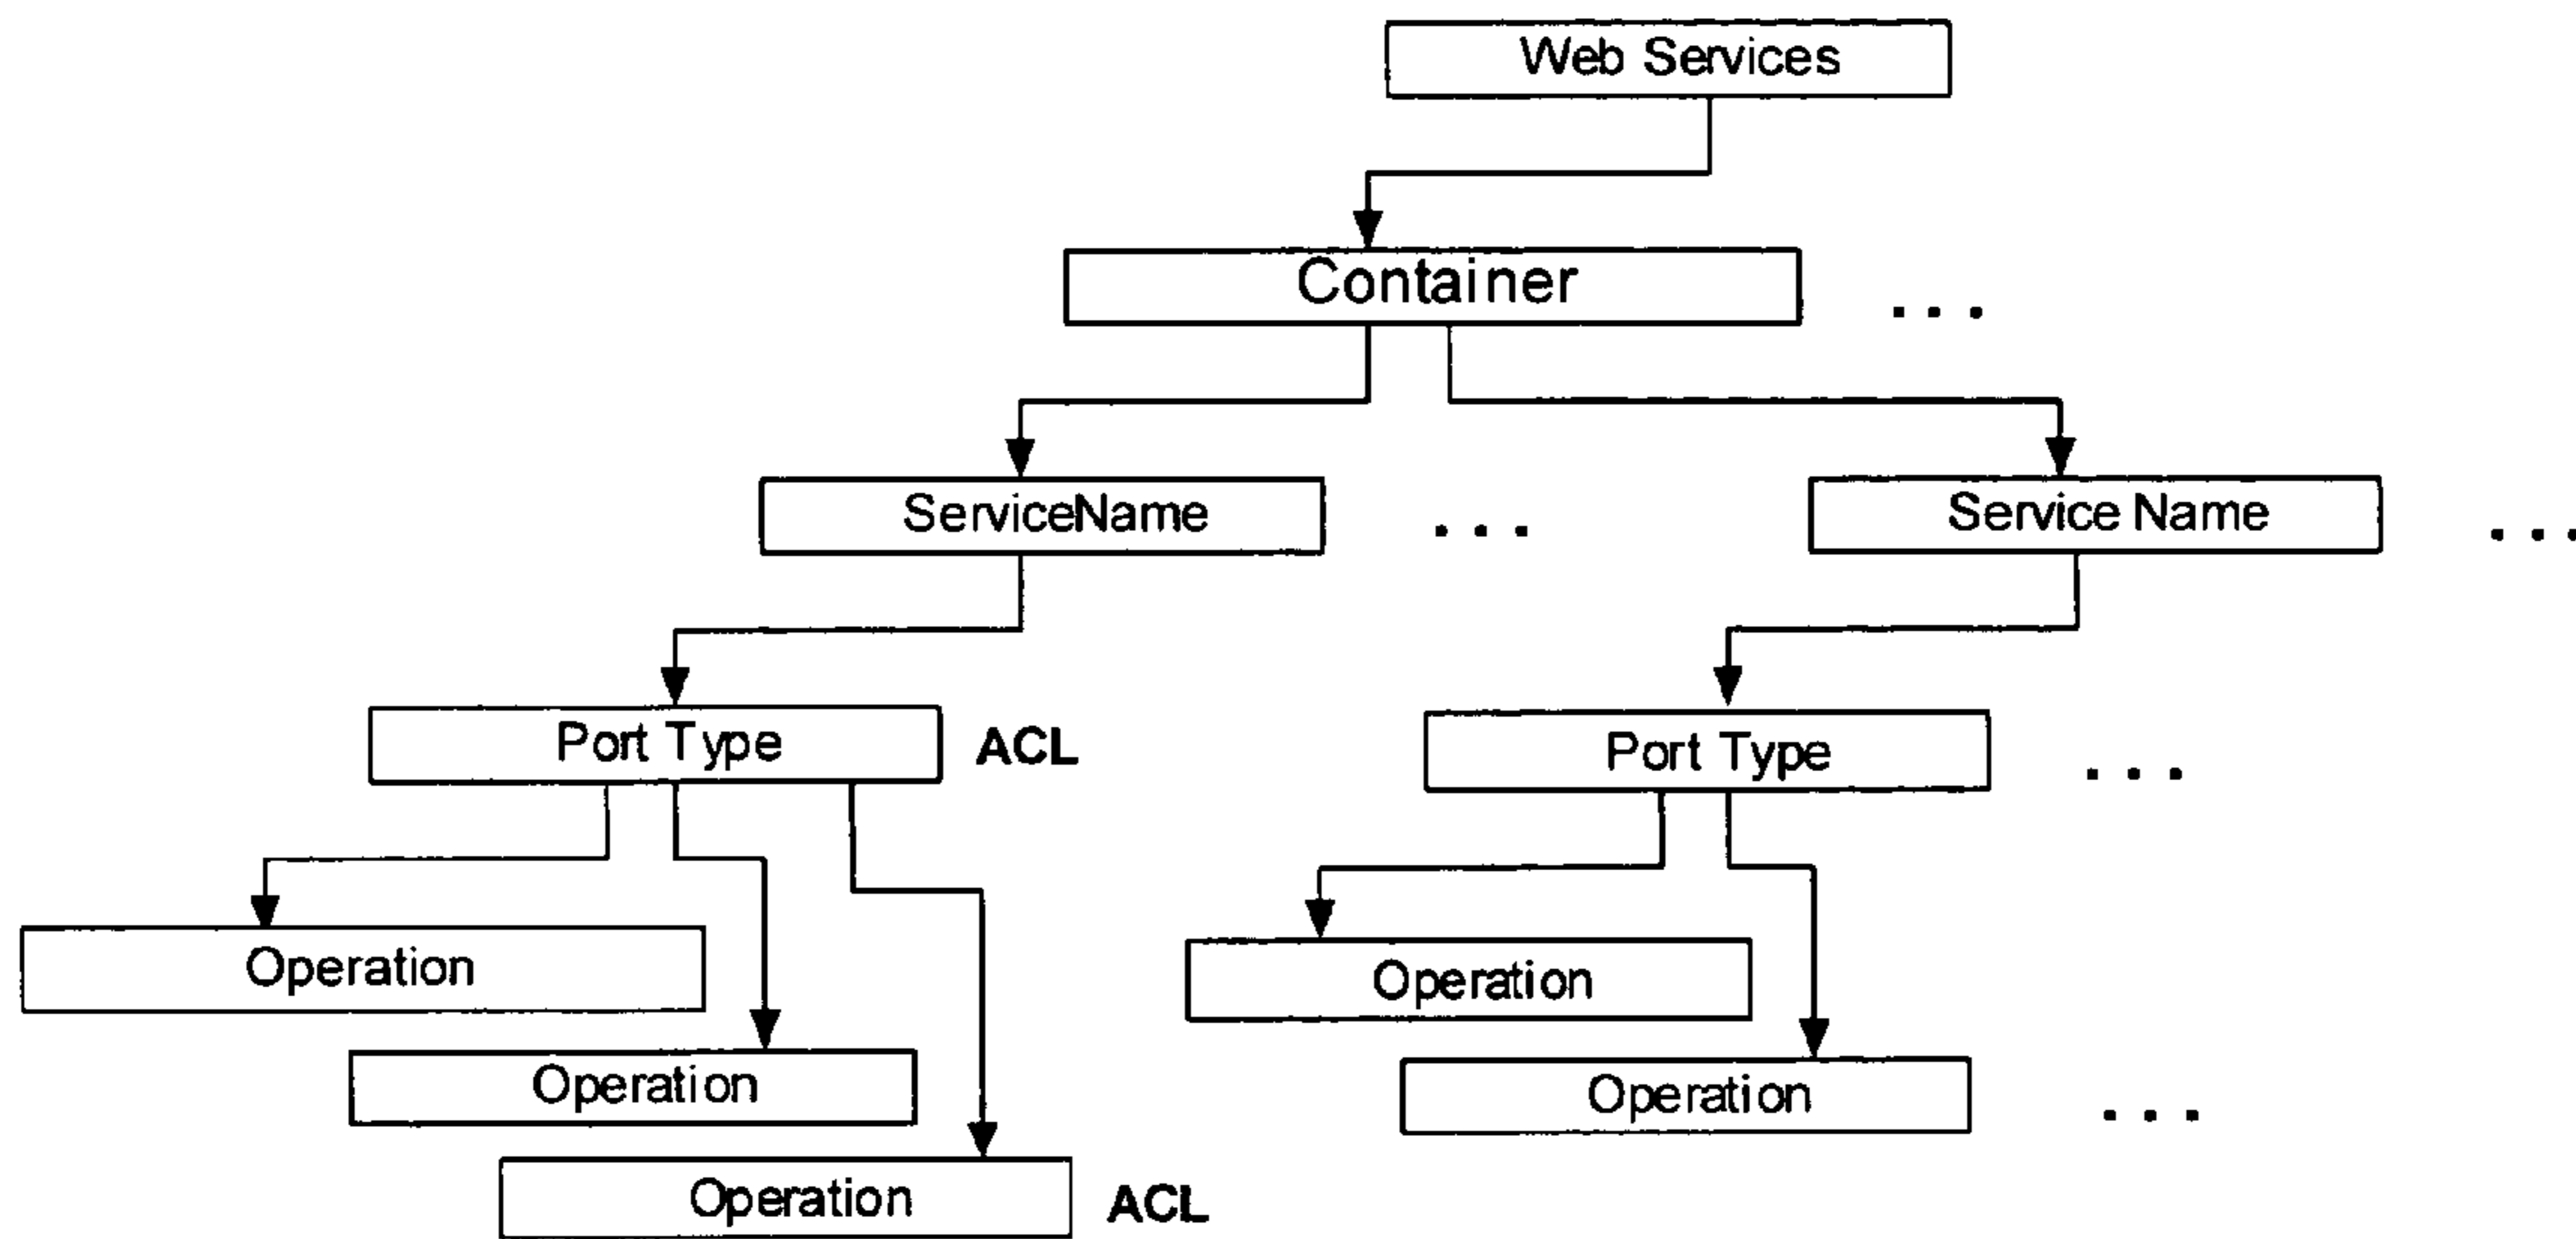 Web Services
Container
. . .
ServiceName
. . .
Service Name
. . .
Port Type
ACL
Port Type
. . .
Operation
Operation
Operation
Operation
. . .
Operation
ACL